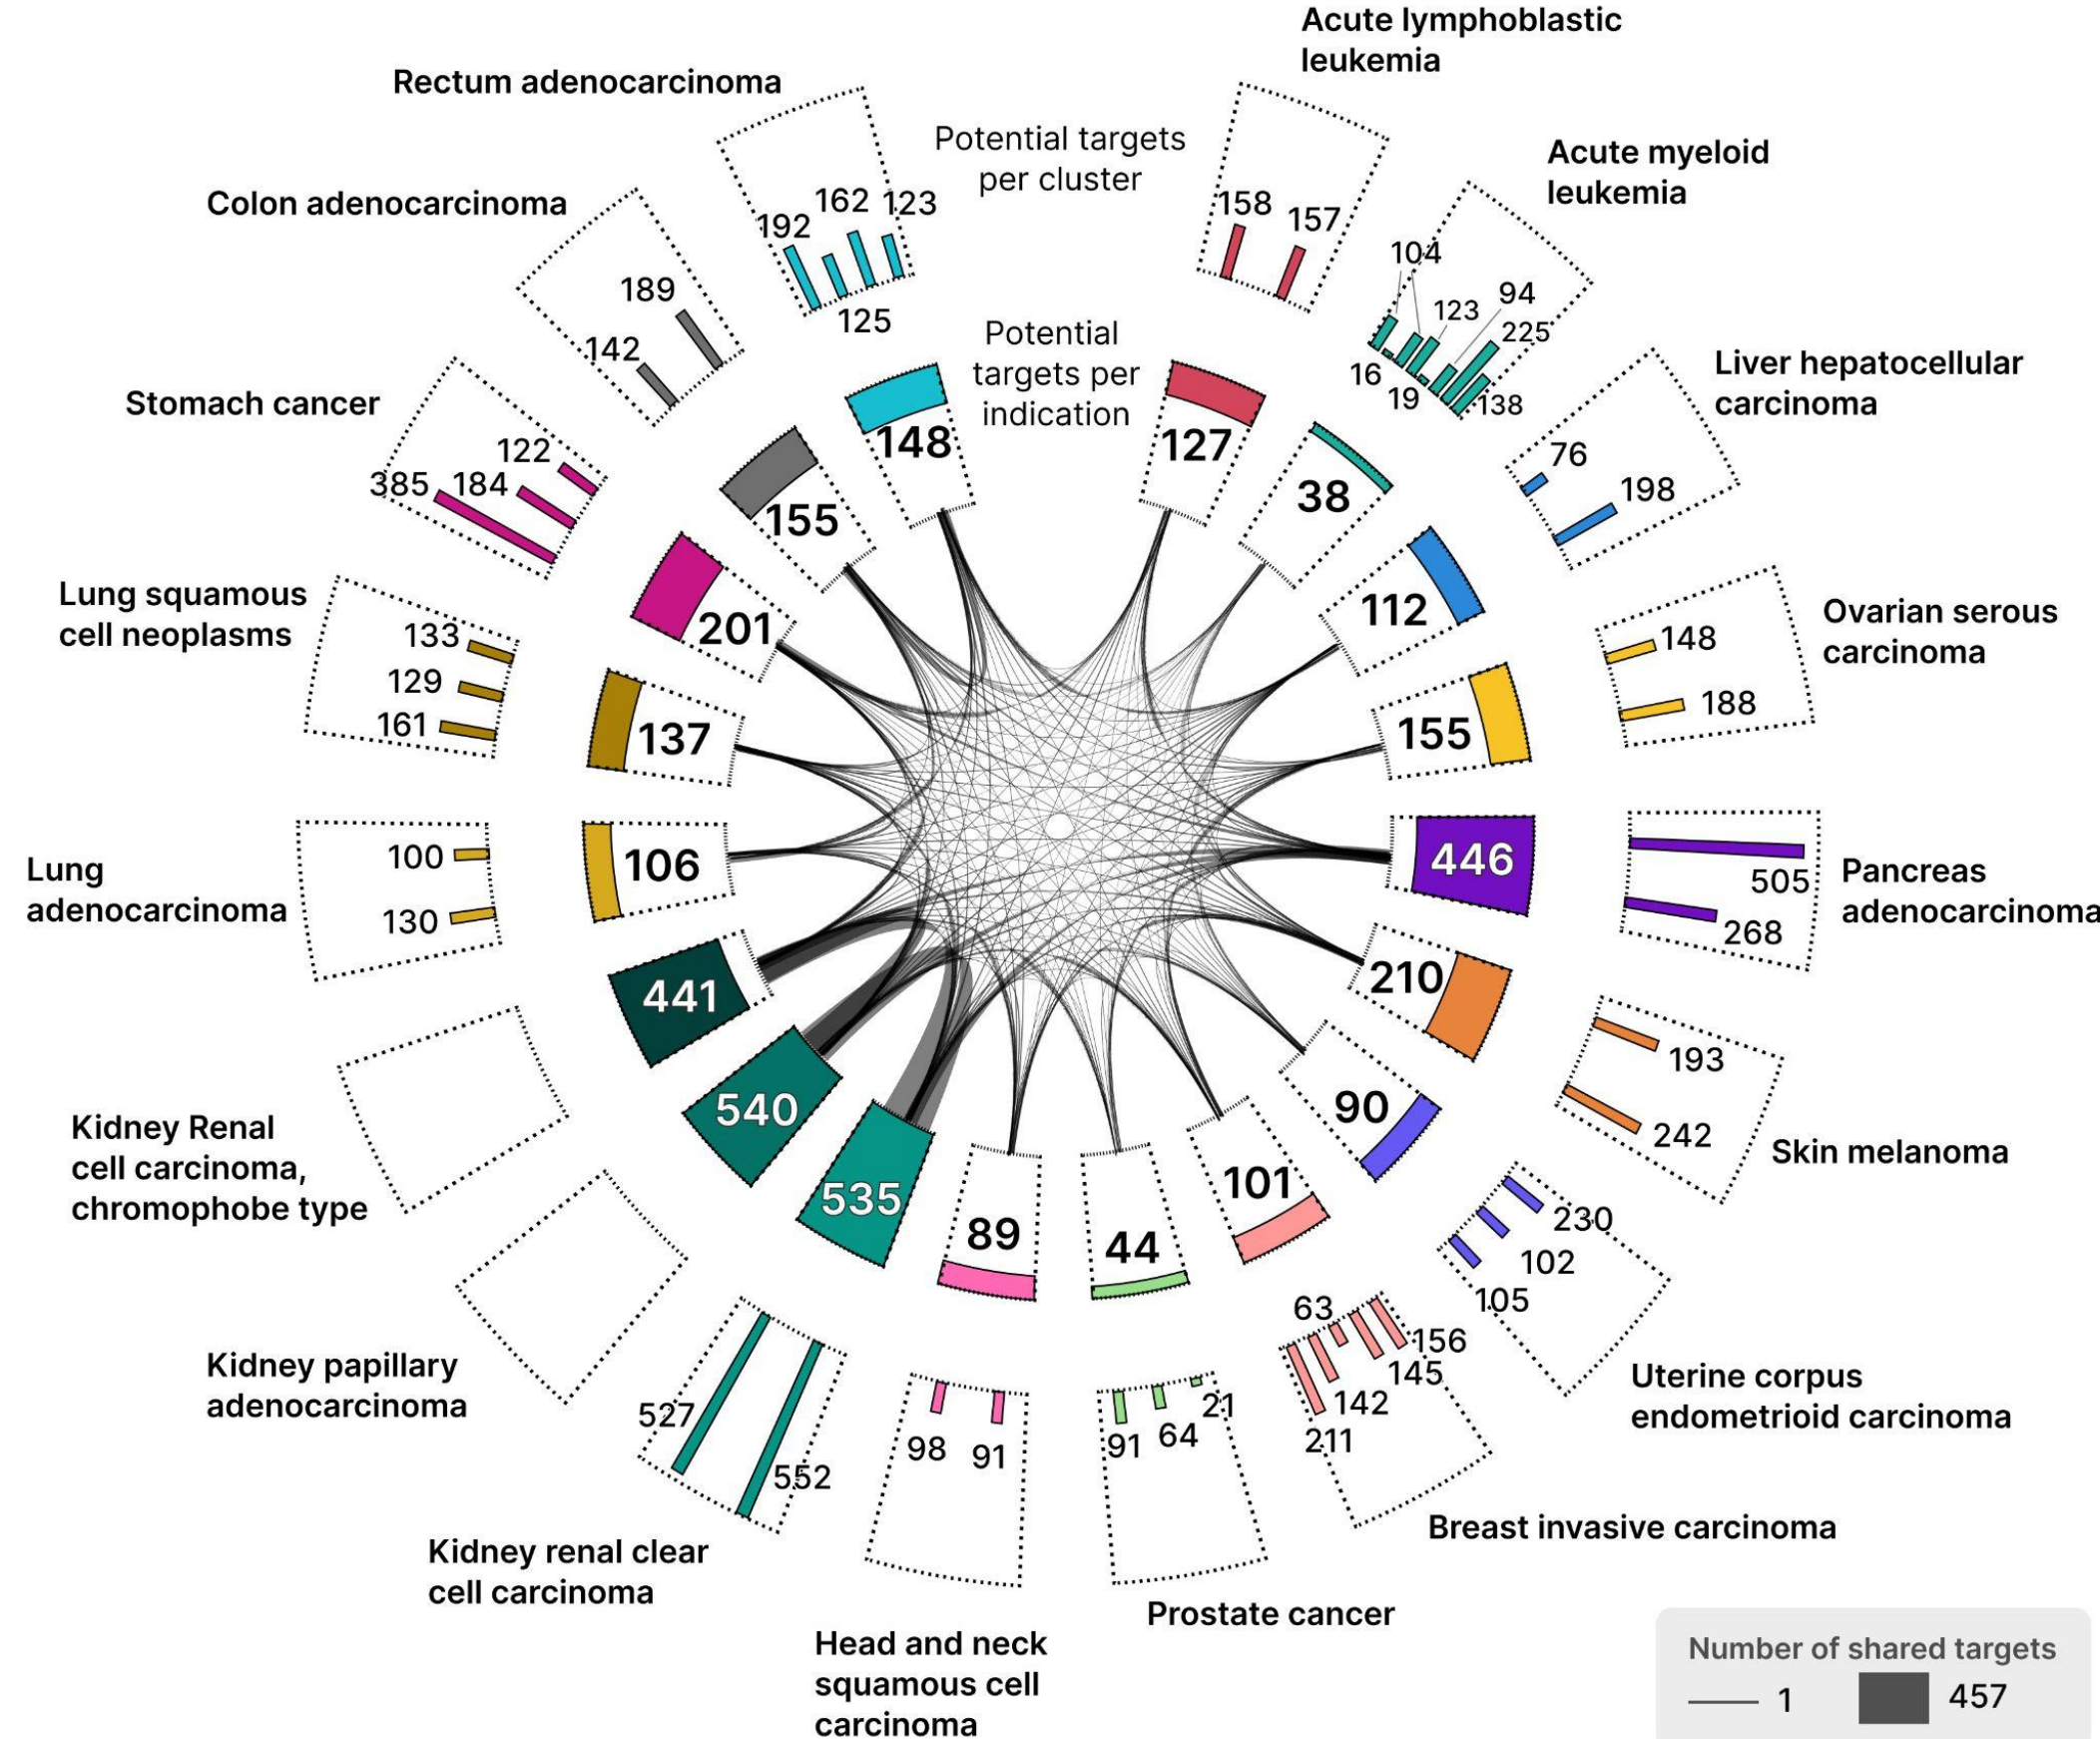 Acute lymphoblastic
leukemia
Rectum adenocarcinoma
Potential targets
per cluster
Acute myeloid
leukemia
Colon adenocarcinoma
192
162
123
125
158
157
104
123
94
225
16
19
138
189
142
Potential
targets per
indication
Liver hepatocellular
carcinoma
Stomach cancer
385
184
122
148
127
38
155
76
198
201
112
Lung squamous
cell neoplasms
133
129
161
137
155
148
188
Ovarian serous
carcinoma
Lung
adenocarcinoma
100
130
106
446
505
268
Pancreas
adenocarcinoma
441
210
193
242
Skin melanoma
Kidney Renal
cell carcinoma,
chromophobe type
540
90
535
101
230
102
105
89
44
Kidney papillary
adenocarcinoma
63
156
145
142
211
Uterine corpus
endometrioid carcinoma
527
552
98
91
91
64
21
Breast invasive carcinoma
Kidney renal clear
cell carcinoma
Prostate cancer
Head and neck
squamous cell
carcinoma
Number of shared targets
1
457